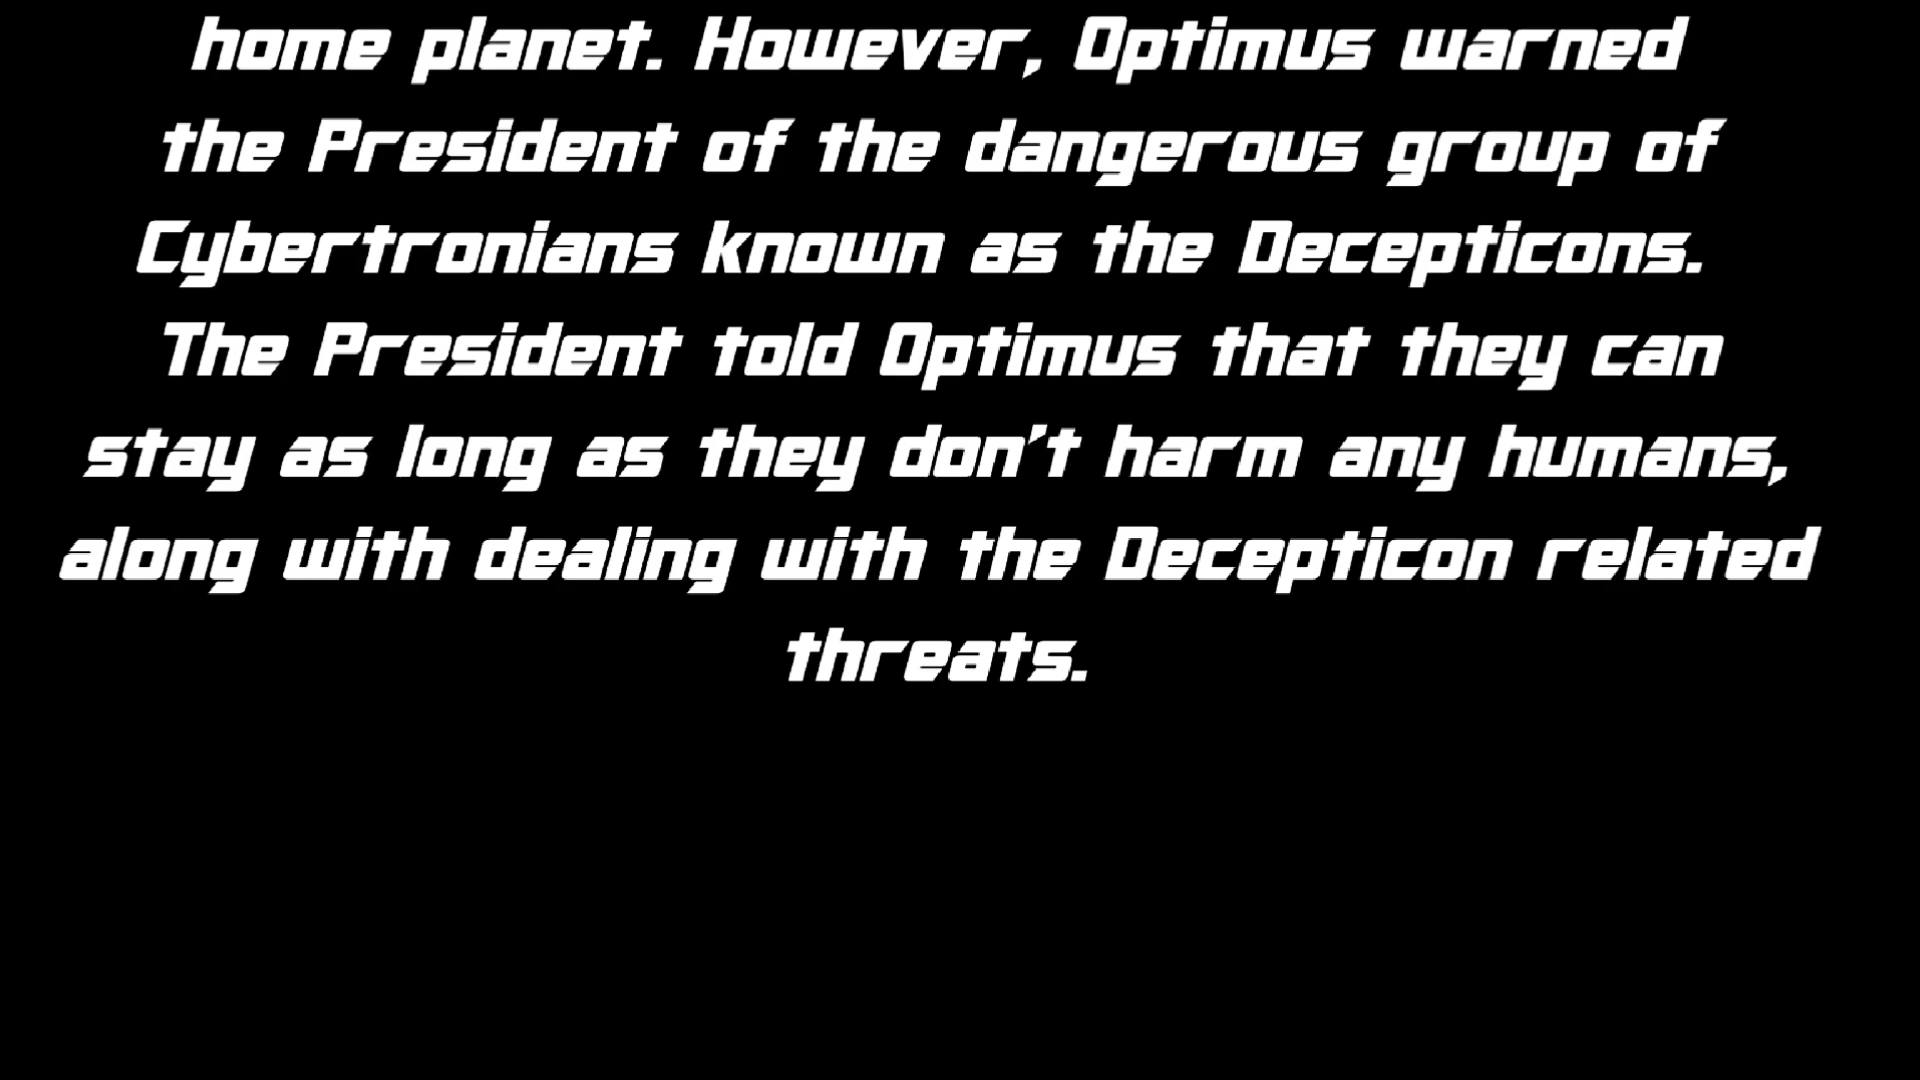 home planet. However, Optimus warned
the President of the dangerous group of
Cybertronians known as the Decepticons.
The President told Optimus that they can
stay as long as they don't harm any humans,
along with dealing with the Decepticon related
threats.